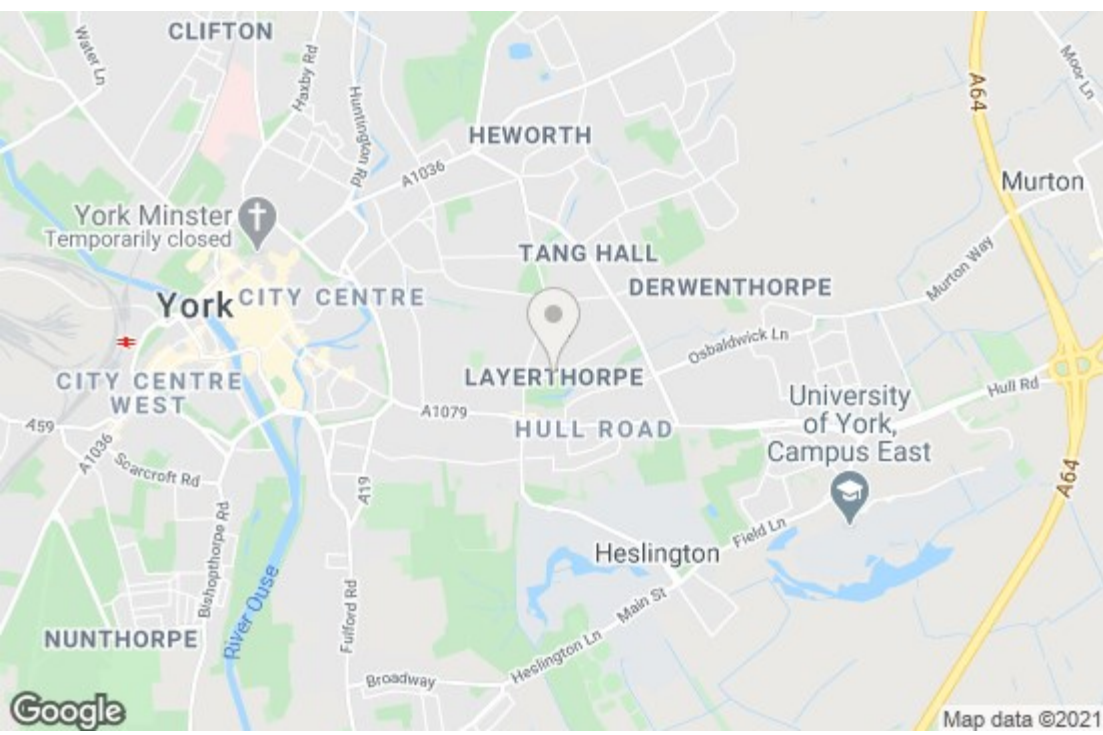 CLIFTON
Water Ln
Haxby Rd
Huntington Rd
A64
Moor Ln
HEWORTH
A1036
Murton
York Minster
Temporarily closed
TANG HALL
Murton Way
DERWENTHORPE
York
CITY CENTRE
Osbaldwick Ln
CITY CENTRE
WEST
LAYERTHORPE
Hull Rd
University
of York,
Campus East
A1079
HULL ROAD
A59
A1036
Scarcroft Rd
A19
A64
Bishopthorpe Rd
Field Ln
Heslington
River Ouse
Fulford Rd
Main St
NUNTHORPE
Heslington Ln
Broadway
Google
Map data ©2021